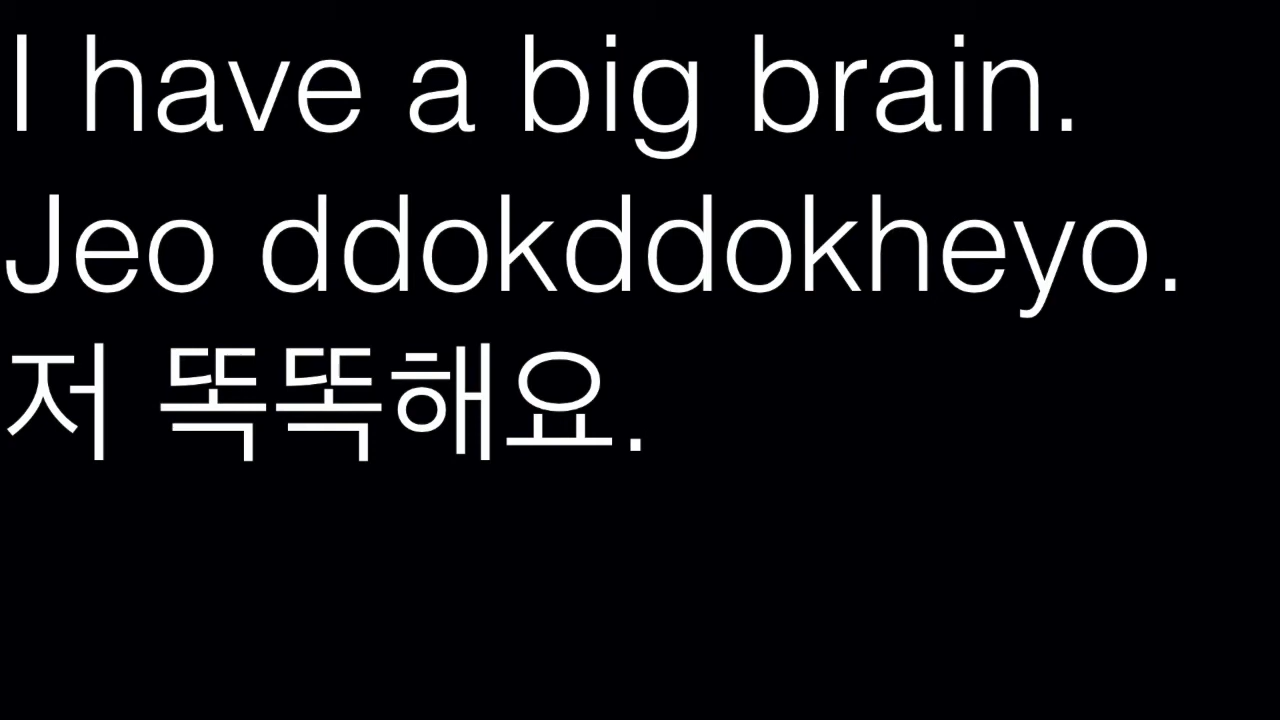 I have a big brain.
Jeo ddokddokheyo.
저 똑똑해요.